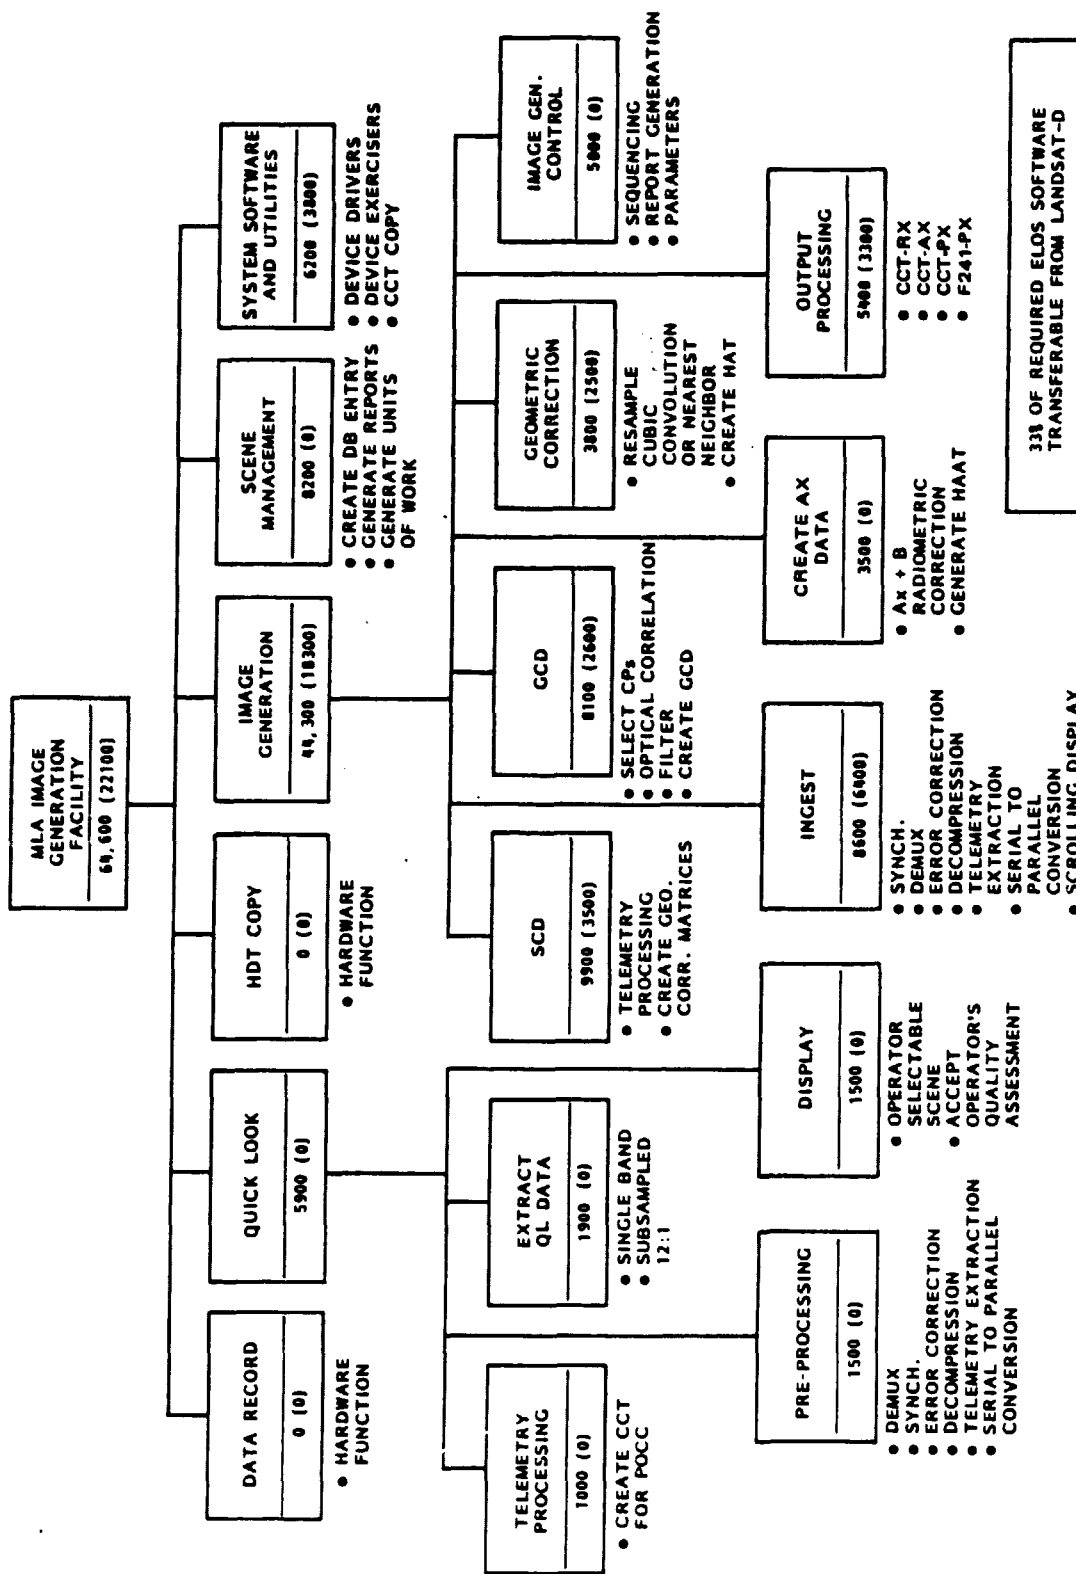 MLA IMAGE
GENERATION
FACILITY
64,600 (22100)
DATA RECORD
0 (0)
● HARDWARE
FUNCTION
QUICK LOOK
5900 (0)
HDT COPY
0 (0)
● HARDWARE
FUNCTION
IMAGE
GENERATION
44,300 (18300)
SCENE
MANAGEMENT
8200 (0)
● CREATE DB ENTRY
● GENERATE REPORTS
● GENERATE UNITS
OF WORK
SYSTEM SOFTWARE
AND UTILITIES
6200 (3800)
● DEVICE DRIVERS
● DEVICE EXERCISERS
● CCT COPY
TELEMETRY
PROCESSING
1000 (0)
● CREATE CCT
FOR POCC
EXTRACT
QL DATA
1900 (0)
● SINGLE BAND
● SUBSAMPLED
12:1
SCD
9900 (3500)
● TELEMETRY
PROCESSING
● CREATE GEO.
CORR. MATRICES
GCD
8100 (2600)
● SELECT CPs
● OPTICAL CORRELATION
● FILTER
● CREATE GCD
GEOMETRIC
CORRECTION
3800 (2500)
● RESAMPLE
CUBIC
CONVOLUTION
OR NEAREST
NEIGHBOR
● CREATE HAT
IMAGE GEN.
CONTROL
5000 (0)
● SEQUENCING
● REPORT GENERATION
● PARAMETERS
PRE-PROCESSING
1500 (0)
● DEMUX
● SYNCH.
● ERROR CORRECTION
● DECOMPRESSION
● TELEMETRY EXTRACTION
● SERIAL TO PARALLEL
CONVERSION
DISPLAY
1500 (0)
● OPERATOR
SELECTABLE
SCENE
● ACCEPT
OPERATOR'S
QUALITY
ASSESSMENT
INGEST
8600 (6400)
● SYNCH.
● DEMUX
● ERROR CORRECTION
● DECOMPRESSION
● TELEMETRY
EXTRACTION
● SERIAL TO
PARALLEL
CONVERSION
● SCROLLING DISPLAY
CREATE AX
DATA
3500 (0)
● Ax + B
RADIOMETRIC
CORRECTION
● GENERATE HAAT
OUTPUT
PROCESSING
5400 (3300)
● CCT-RX
● CCT-AX
● CCT-PX
● F241-PX
33% OF REQUIRED ELOS SOFTWARE
TRANSFERABLE FROM LANDSAT-D